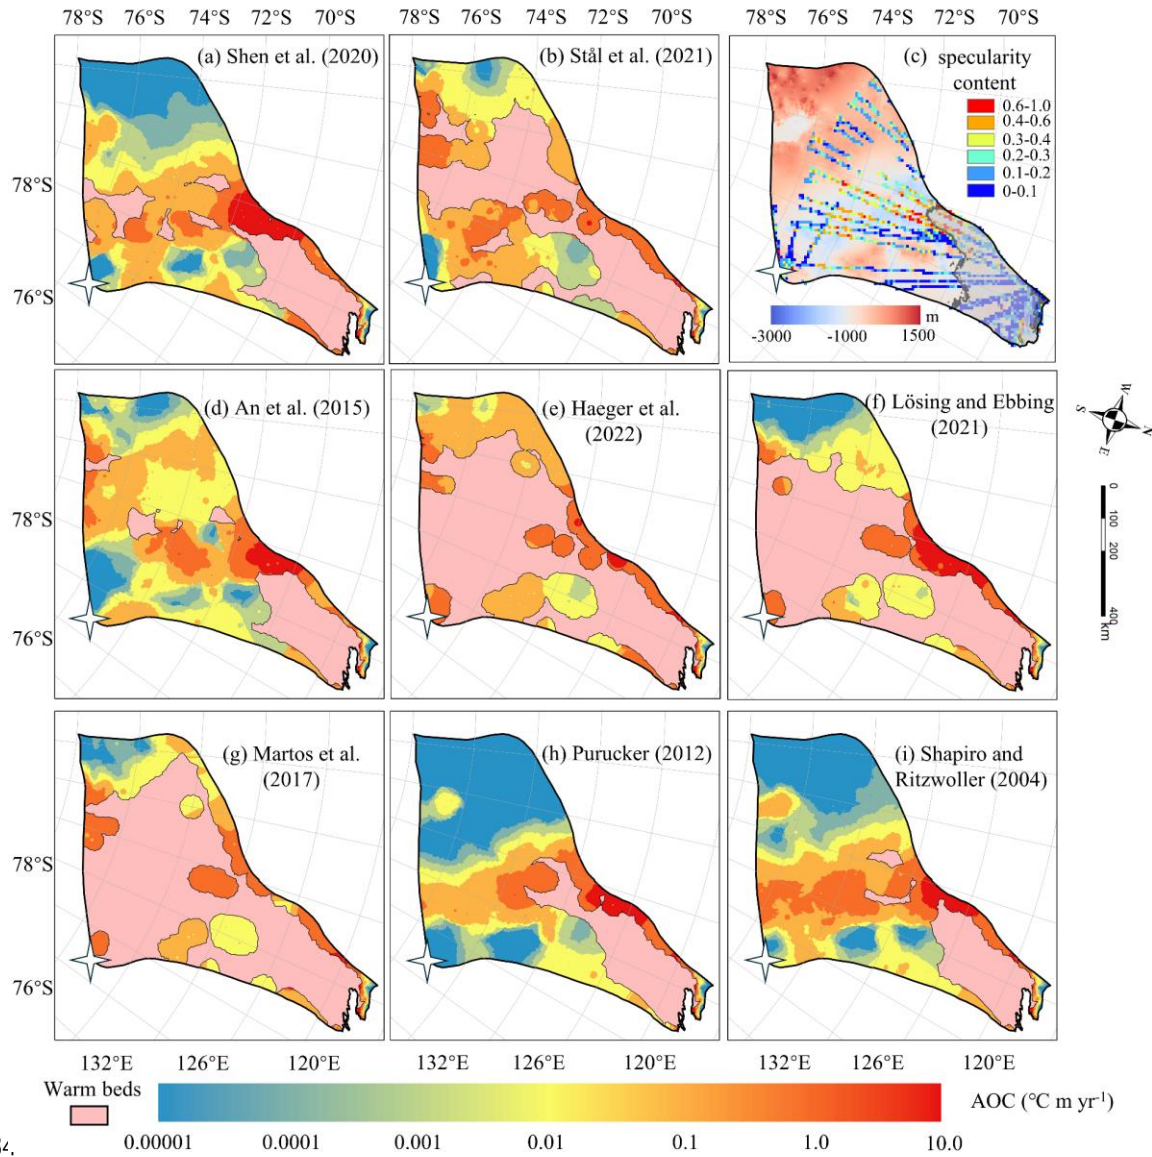 78°S 76°S 74°S 72°S 70°S 78°S 76°S 74°S 72°S 70°S 78°S 76°S 74°S 72°S 70°S
(a) Shen et al. (2020)
(b) Stål et al. (2021)
(c) specularity
content
0.6-1.0
0.4-0.6
0.3-0.4
0.2-0.3
0.1-0.2
0-0.1
m
-3000 -1000 1500
78°S
76°S
(d) An et al. (2015)
(e) Haeger et al.
(2022)
(f) Lösing and Ebbing
(2021)
W
S
N
E
0
100
200
400
km
78°S
76°S
(g) Martos et al.
(2017)
(h) Purucker (2012)
(i) Shapiro and
Ritzwoller (2004)
78°S
76°S
132°E 126°E 120°E 132°E 126°E 120°E 132°E 126°E 120°E
Warm beds
AOC (°C m yr-1)
0.00001 0.0001 0.001 0.01 0.1 1.0 10.0